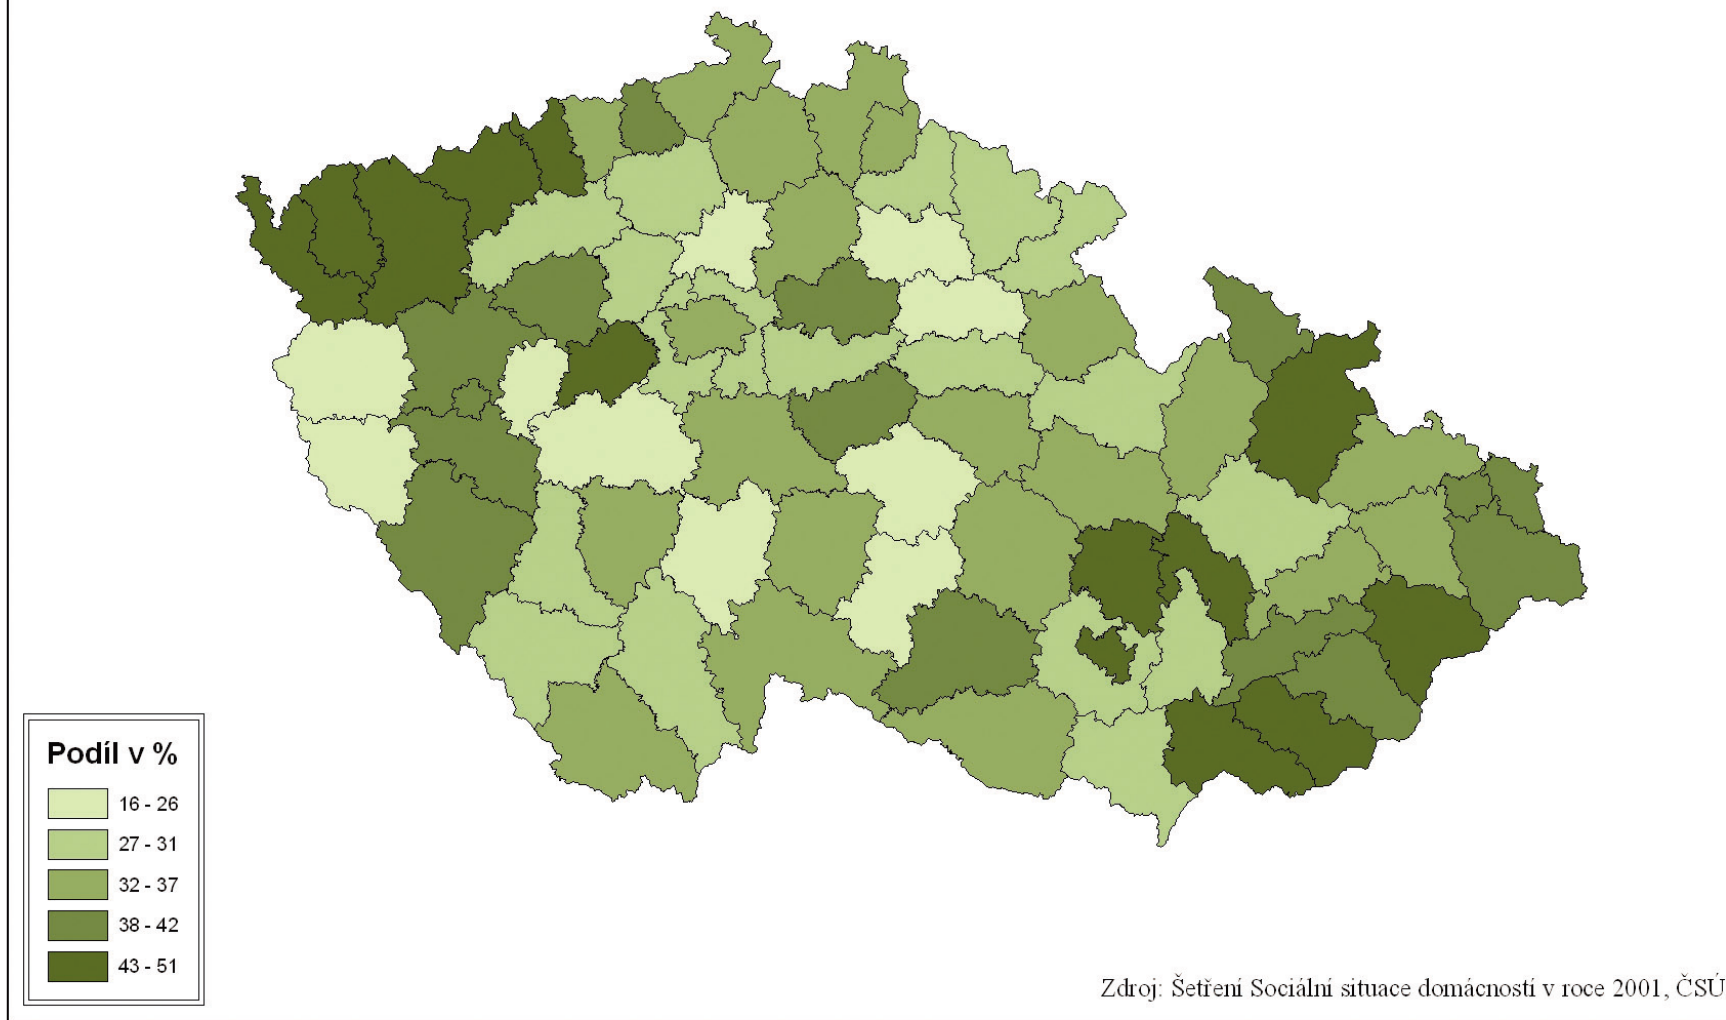 Podíl v %
16 - 26
27 - 31
32 - 37
38 - 42
43 - 51
Zdroj: Šetření Sociální situace domácností v roce 2001, ČSÚ